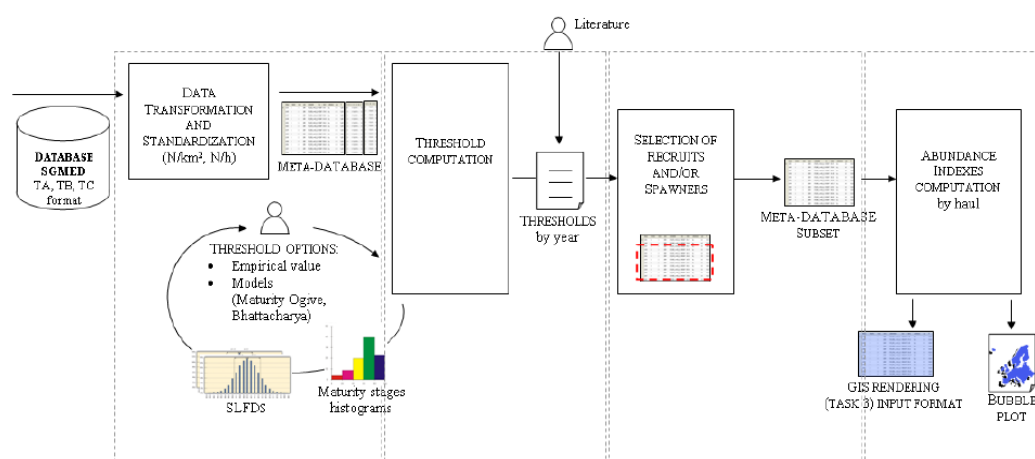 Literature
DATABASE
SGMED
TA, TB, TC
format
DATA
TRANSFORMATION
AND
STANDARDIZATION
(N/km², N/h)
META-DATABASE
THRESHOLD
COMPUTATION
THRESHOLDS
by year
SELECTION OF
RECRUITS
AND/OR
SPAWNERS
META-DATABASE
SUBSET
ABUNDANCE
INDEXES
COMPUTATION
by haul
THRESHOLD OPTIONS:
• Empirical value
• Models
(Maturity Ogive,
Bhattacharya)
SLFDs
Maturity stages
histograms
GIS RENDERING
(TASK 3) INPUT FORMAT
BUBBLE
PLOT